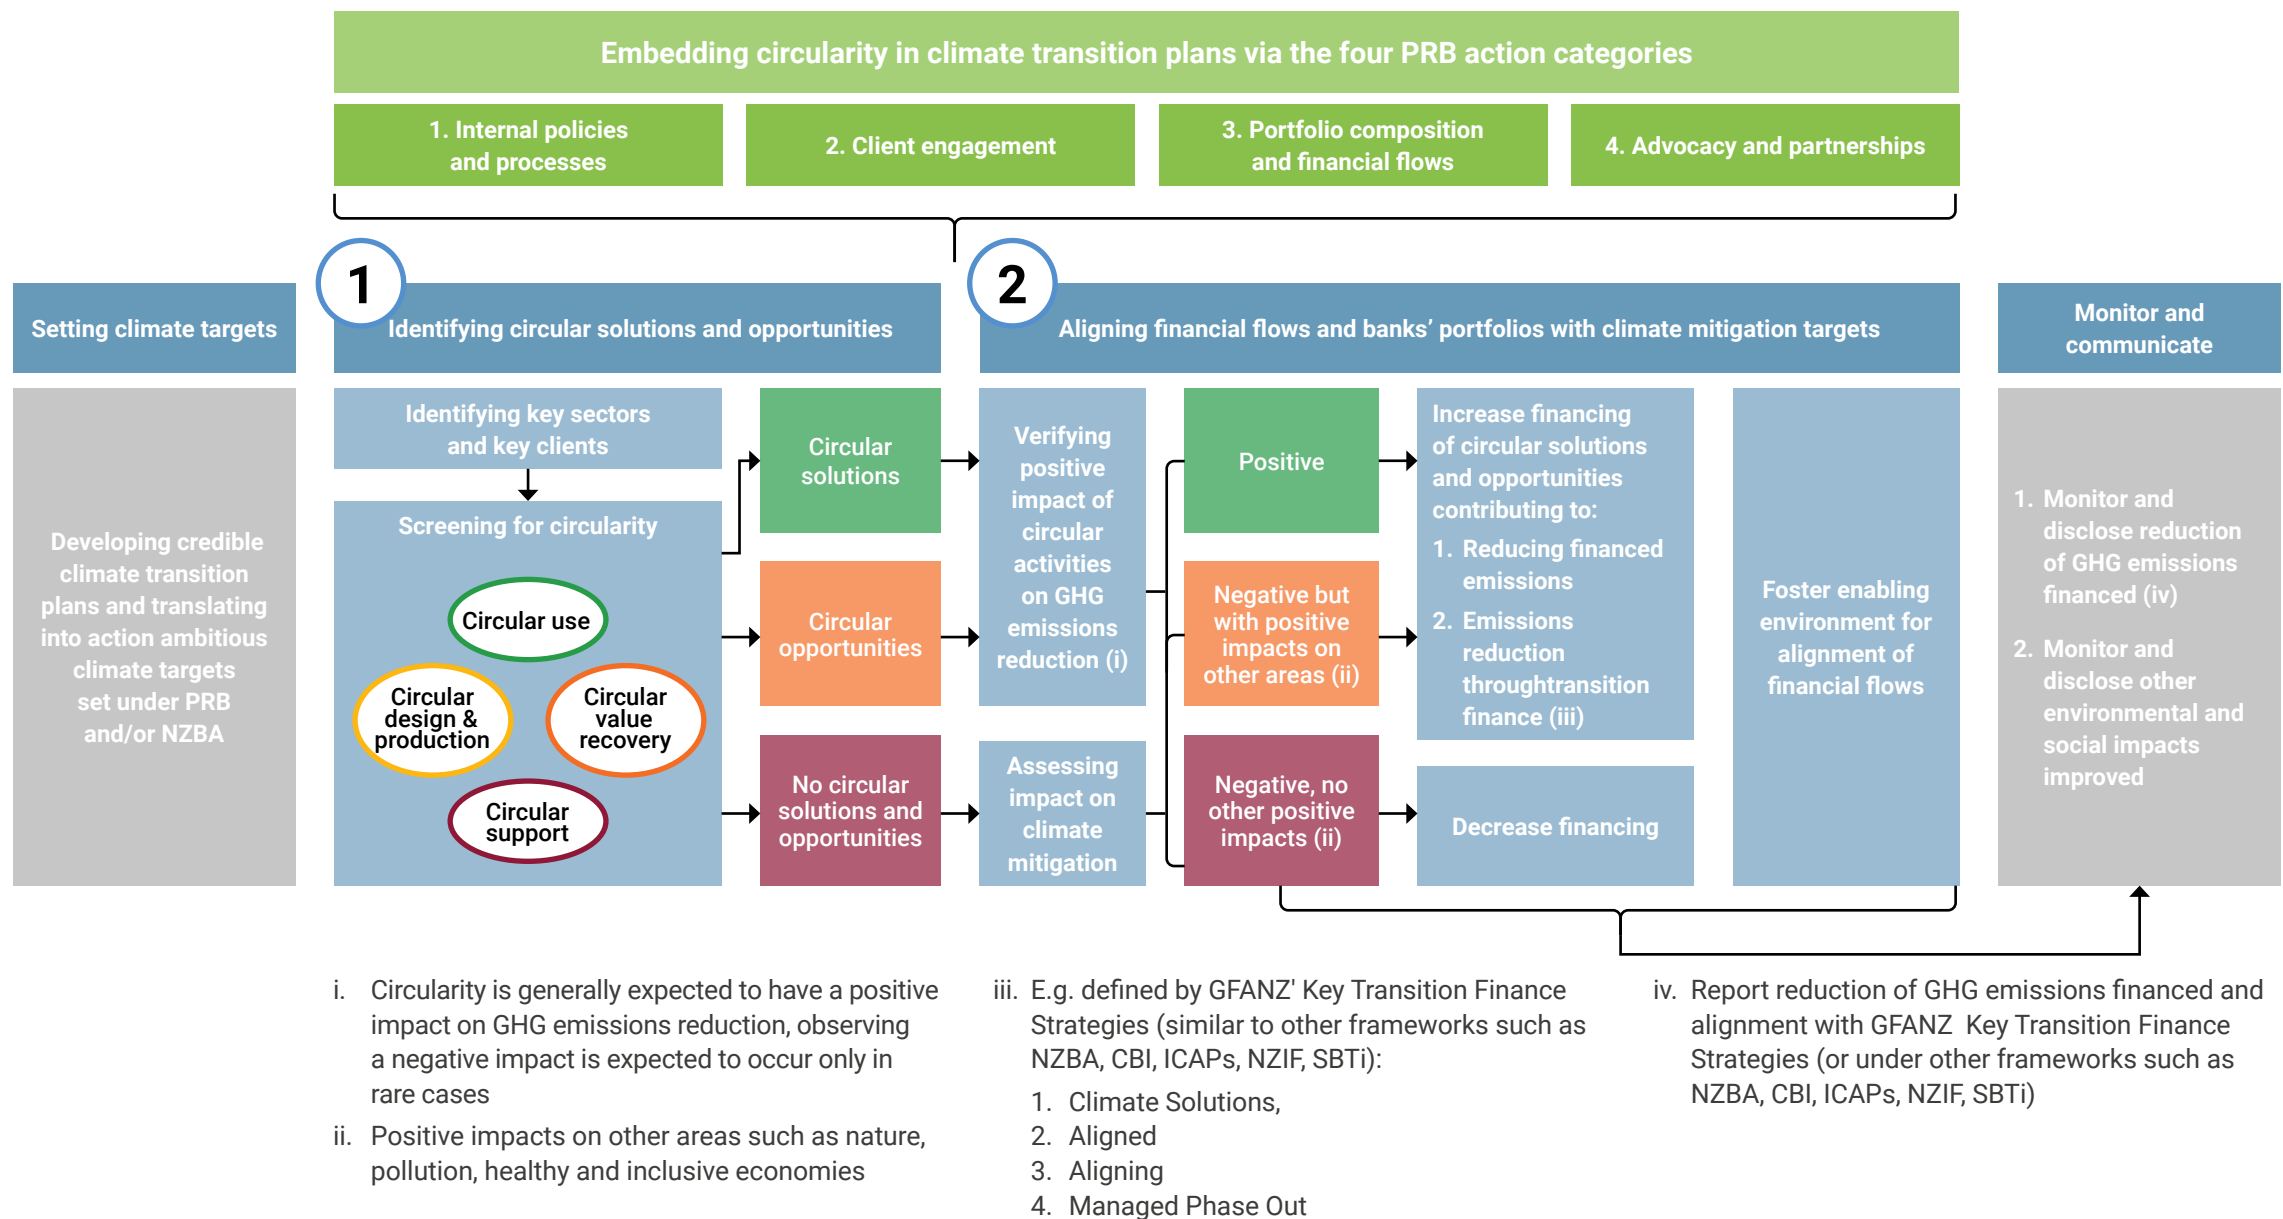 Embedding circularity in climate transition plans via the four PRB action categories
1. Internal policies
and processes
2. Client engagement
3. Portfolio composition
and financial flows
4. Advocacy and partnerships
Setting climate targets
Developing credible
climate transition
plans and translating
into action ambitious
climate targets
set under PRB
and/or NZBA
1
Identifying circular solutions and opportunities
Identifying key sectors
and key clients
Screening for circularity
Circular use
Circular
design &
production
Circular
value
recovery
Circular
support
Circular
solutions
Circular
opportunities
No circular
solutions and
opportunities
2
Aligning financial flows and banks' portfolios with climate mitigation targets
Verifying
positive
impact of
circular
activities
on GHG
emissions
reduction (i)
Assessing
impact on
climate
mitigation
Positive
Negative but
with positive
impacts on
other areas (ii)
Negative, no
other positive
impacts (ii)
Increase financing
of circular solutions
and opportunities
contributing to:
1. Reducing financed
emissions
2. Emissions
reduction
throughtransition
finance (iii)
Decrease financing
Foster enabling
environment for
alignment of
financial flows
Monitor and
communicate
1. Monitor and
disclose reduction
of GHG emissions
financed (iv)
2. Monitor and
disclose other
environmental and
social impacts
improved
i. Circularity is generally expected to have a positive
impact on GHG emissions reduction, observing
a negative impact is expected to occur only in
rare cases
ii. Positive impacts on other areas such as nature,
pollution, healthy and inclusive economies
iii. E.g. defined by GFANZ' Key Transition Finance
Strategies (similar to other frameworks such as
NZBA, CBI, ICAPs, NZIF, SBTi):
1. Climate Solutions,
2. Aligned
3. Aligning
4. Managed Phase Out
iv. Report reduction of GHG emissions financed and
alignment with GFANZ Key Transition Finance
Strategies (or under other frameworks such as
NZBA, CBI, ICAPs, NZIF, SBTi)